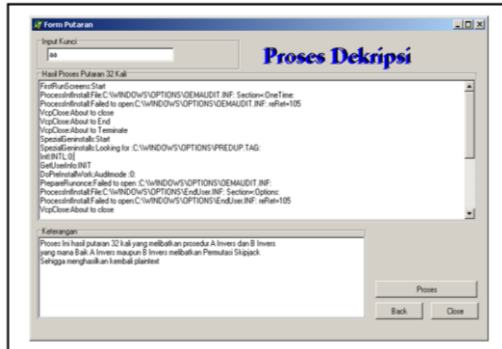 Form Putaran
Input Kunci
aa
Proses Dekripsi
Hasil Proses Putaran 32 Kali
FirstRunScreens:Start
ProcessInfInstall:File:C:\WINDOWS\OPTIONS\OEMAUDIT.INF: Section=:OneTime:
ProcessInfInstall:Failed to open:C:\WINDOWS\OPTIONS\OEMAUDIT.INF: reRet=105
VcpClose:About to close
VcpClose:About to End
VcpClose:About to Terminate
SpezialGeninstalls:Start
SpezialGeninstalls:Looking for :C:\WINDOWS\OPTIONS\PREDUP.TAG:
Init:INTL:0]
GetUserInfo:INIT
DoPreInstallWork:Auditmode :0:
PrepareRunonce:Failed to open :C:\WINDOWS\OPTIONS\OEMAUDIT.INF:
ProcessInfInstall:File:C:\WINDOWS\OPTIONS\EndUser.INF: Section=:Options:
ProcessInfInstall:Failed to open:C:\WINDOWS\OPTIONS\EndUser.INF: reRet=105
VcpClose:About to close
Keterangan
Proses Ini hasil putaran 32 kali yang melibatkan prosedur A Invers dan B Invers
yang mana Baik A Invers maupun B Invers melibatkan Permutasi Skipjack
Sehigga menghasilkan kembali plaintext
Proses
Back
Close